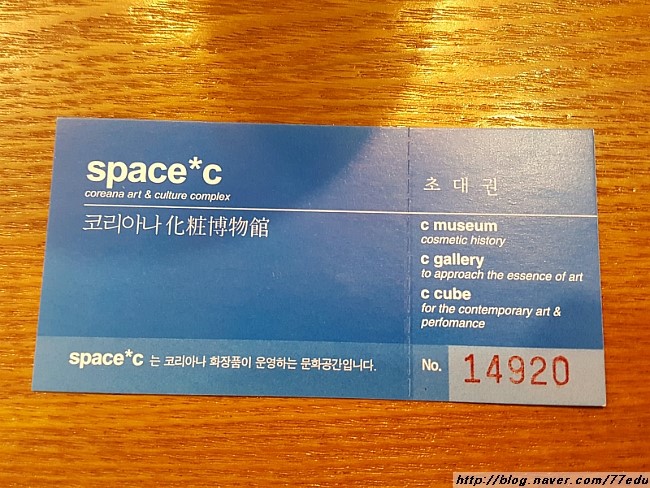 space*c
coreana art & culture complex
코리아나 化粧博物館
space*c 는 코리아나 화장품이 운영하는 문화공간입니다.
초대권
c museum
cosmetic history
c gallery
to approach the essence of art
c cube
for the contemporary art &
perfomance
No. 14920
http://blog.naver.com/77edu